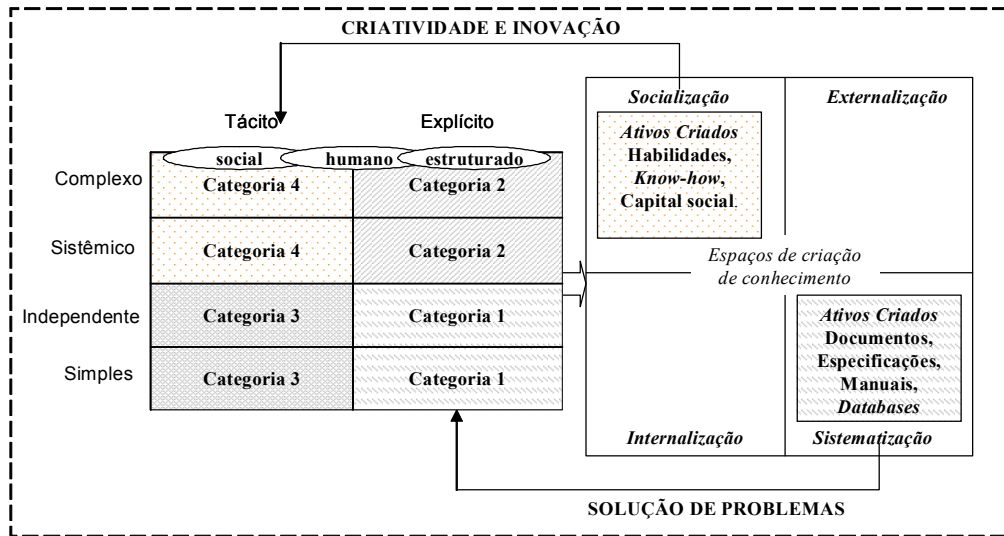 CRIATIVIDADE E INOVAÇÃO
Tácito
Explícito
social
humano
estruturado
Complexo
Categoria 4
Categoria 2
Sistêmico
Categoria 4
Categoria 2
Independente
Categoria 3
Categoria 1
Simples
Categoria 3
Categoria 1
Socialização
Ativos Criados
Habilidades,
Know-how,
Capital social.
Externalização
Espaços de criação
de conhecimento
Ativos Criados
Documentos,
Especificações,
Manuais,
Databases
Internalização
Sistematização
SOLUÇÃO DE PROBLEMAS